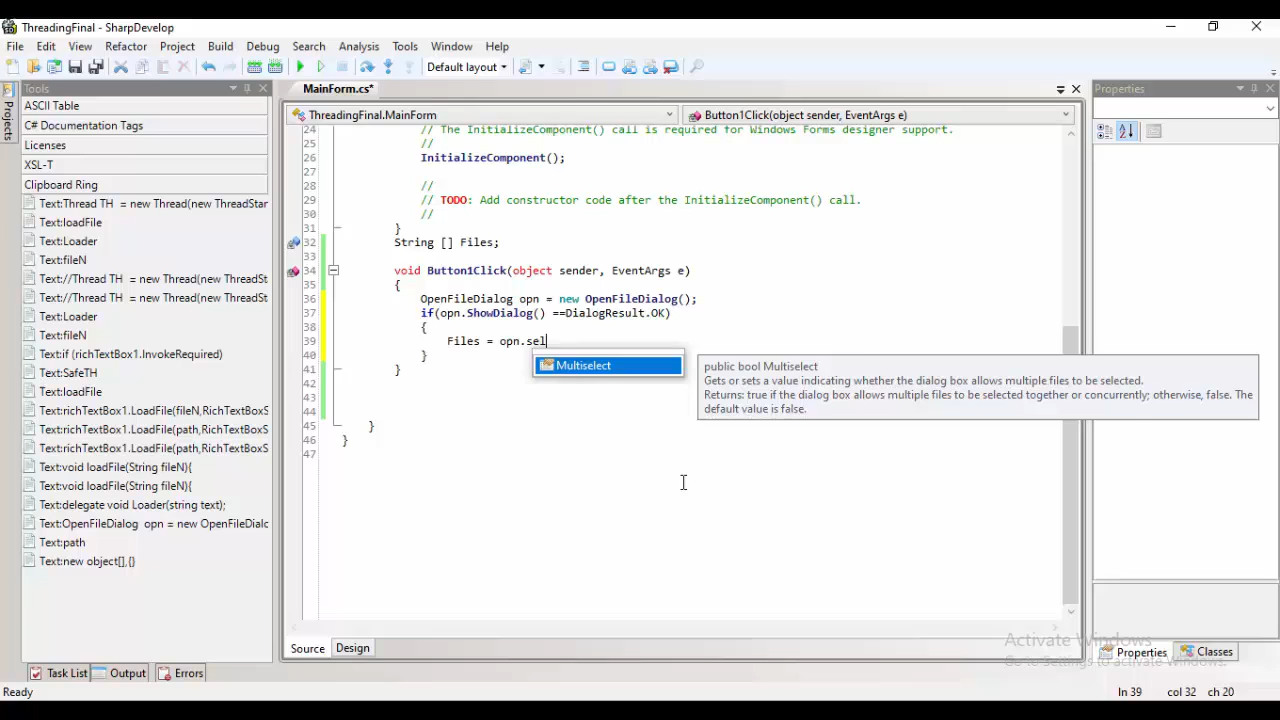 ThreadingFinal - SharpDevelop
File Edit View Refactor Project Build Debug Search Analysis Tools Window Help
Default layout
Tools
MainForm.cs*
Properties
Projects
ASCII Table
C# Documentation Tags
Licenses
XSL-T
Clipboard Ring
Text:Thread TH  = new Thread(new ThreadStar
Text:loadFile
Text:Loader
Text:fileN
Text://Thread TH  = new Thread(new ThreadSt
Text://Thread TH  = new Thread(new ThreadSt
Text:Loader
Text:fileN
Text:if (richTextBox1.InvokeRequired)
Text:SafeTH
Text:loadFile
Text:richTextBox1.LoadFile(fileN,RichTextBoxS
Text:richTextBox1.LoadFile(path,RichTextBoxS
Text:richTextBox1.LoadFile(path,RichTextBoxS
Text:void loadFile(String fileN){
Text:void loadFile(String fileN){
Text:delegate void Loader(string text);
Text:OpenFileDialog  opn = new OpenFileDialc
Text:path
Text:new object[],{}
ThreadingFinal.MainForm
Button1Click(object sender, EventArgs e)
24 // The InitializeComponent() call is required for Windows Forms designer support.
25 //
26 InitializeComponent();
27
28 //
29 // TODO: Add constructor code after the InitializeComponent() call.
30 //
31 }
32 String [] Files;
33
34 void Button1Click(object sender, EventArgs e)
35 {
36 OpenFileDialog opn = new OpenFileDialog();
37 if(opn.ShowDialog() ==DialogResult.OK)
38 {
39 Files = opn.sel
40 }
41 }
42
43
44
45 }
46 }
47
Multiselect
public bool Multiselect
Gets or sets a value indicating whether the dialog box allows multiple files to be selected.
Returns: true if the dialog box allows multiple files to be selected together or concurrently; otherwise, false. The
default value is false.
Source Design
Activate Windows
Go to Settings to activate Windows.
Properties Classes
Task List Output Errors
Ready
ln 39 col 32 ch 20